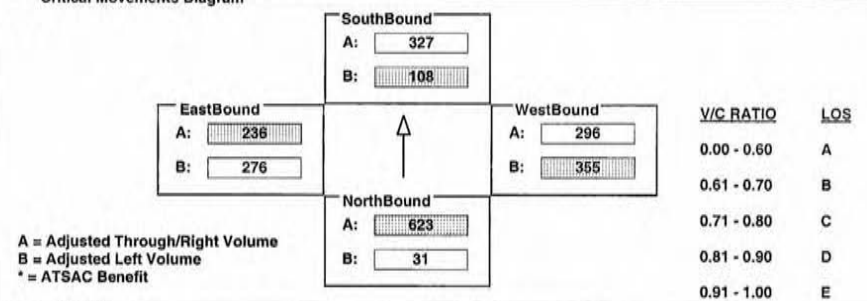 Critical Movements Diagram
SouthBound
A: 327
B: 108
EastBound
A: 236
B: 276
WestBound
A: 296
B: 355
NorthBound
A: 623
B: 31
A = Adjusted Through/Right Volume
B = Adjusted Left Volume
* = ATSAC Benefit
V/C RATIO LOS
0.00 - 0.60 A
0.61 - 0.70 B
0.71 - 0.80 C
0.81 - 0.90 D
0.91 - 1.00 E